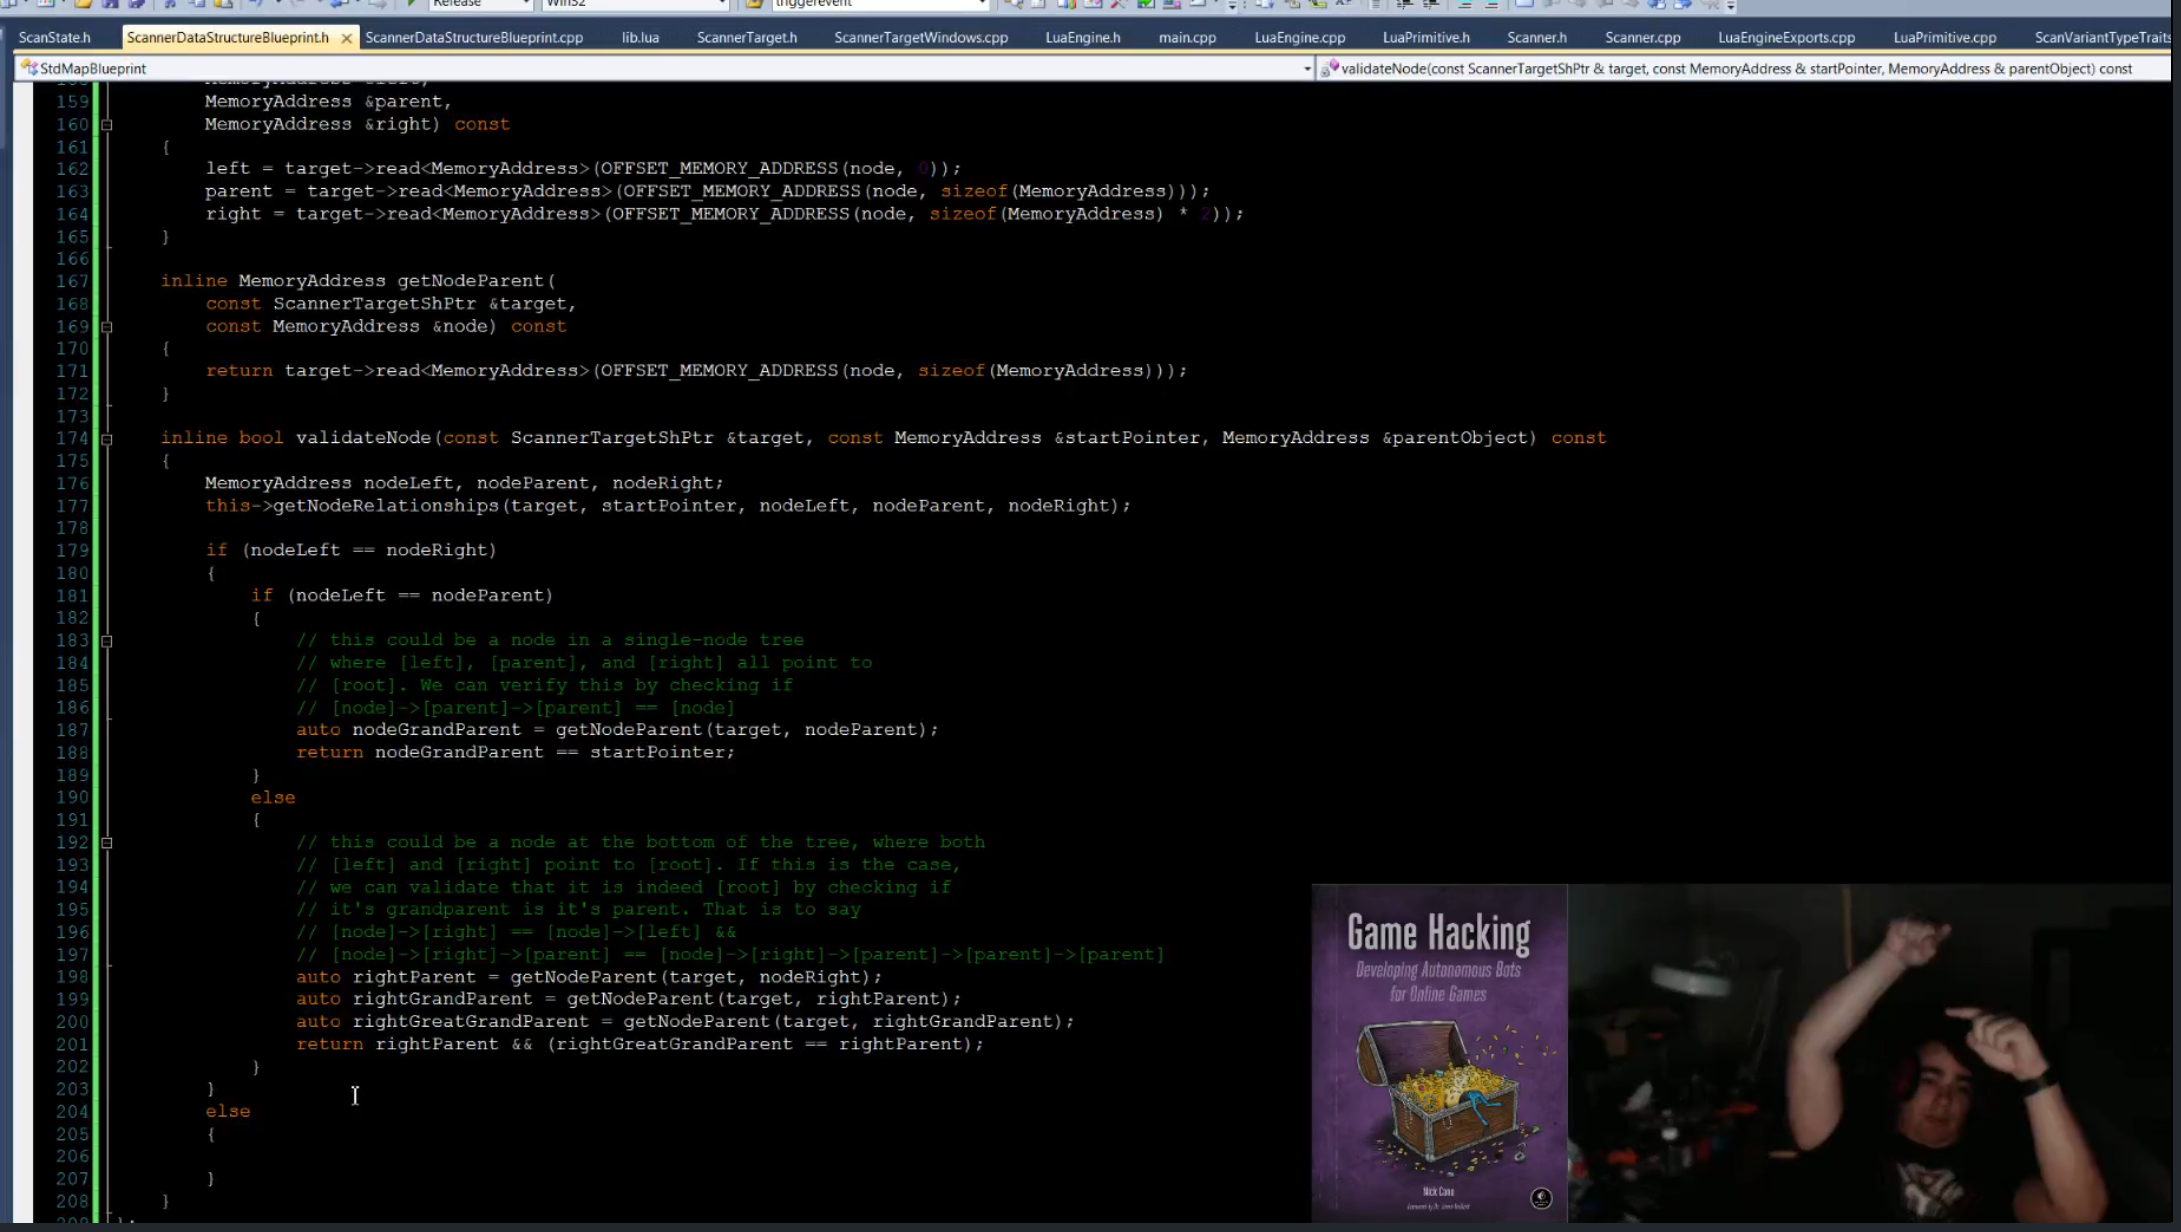 Release
Win32
triggerevent
ScanState.h ScannerDataStructureBlueprint.h ScannerDataStructureBlueprint.cpp lib.lua ScannerTarget.h ScannerTargetWindows.cpp LuaEngine.h main.cpp LuaEngine.cpp LuaPrimitive.h Scanner.h Scanner.cpp LuaEngineExports.cpp LuaPrimitive.cpp ScanVariantTypeTraits
StdMapBlueprint validateNode(const ScannerTargetShPtr & target, const MemoryAddress & startPointer, MemoryAddress & parentObject) const
159 MemoryAddress &parent,
160 MemoryAddress &right) const
161 {
162 left = target->read<MemoryAddress>(OFFSET_MEMORY_ADDRESS(node, 0));
163 parent = target->read<MemoryAddress>(OFFSET_MEMORY_ADDRESS(node, sizeof(MemoryAddress)));
164 right = target->read<MemoryAddress>(OFFSET_MEMORY_ADDRESS(node, sizeof(MemoryAddress) * 2));
165 }
166
167 inline MemoryAddress getNodeParent(
168 const ScannerTargetShPtr &target,
169 const MemoryAddress &node) const
170 {
171 return target->read<MemoryAddress>(OFFSET_MEMORY_ADDRESS(node, sizeof(MemoryAddress)));
172 }
173
174 inline bool validateNode(const ScannerTargetShPtr &target, const MemoryAddress &startPointer, MemoryAddress &parentObject) const
175 {
176 MemoryAddress nodeLeft, nodeParent, nodeRight;
177 this->getNodeRelationships(target, startPointer, nodeLeft, nodeParent, nodeRight);
178
179 if (nodeLeft == nodeRight)
180 {
181 if (nodeLeft == nodeParent)
182 {
183 // this could be a node in a single-node tree
184 // where [left], [parent], and [right] all point to
185 // [root]. We can verify this by checking if
186 // [node]->[parent]->[parent] == [node]
187 auto nodeGrandParent = getNodeParent(target, nodeParent);
188 return nodeGrandParent == startPointer;
189 }
190 else
191 {
192 // this could be a node at the bottom of the tree, where both
193 // [left] and [right] point to [root]. If this is the case,
194 // we can validate that it is indeed [root] by checking if
195 // it's grandparent is it's parent. That is to say
196 // [node]->[right] == [node]->[left] &&
197 // [node]->[right]->[parent] == [node]->[right]->[parent]->[parent]->[parent]
198 auto rightParent = getNodeParent(target, nodeRight);
199 auto rightGrandParent = getNodeParent(target, rightParent);
200 auto rightGreatGrandParent = getNodeParent(target, rightGrandParent);
201 return rightParent && (rightGreatGrandParent == rightParent);
202 }
203 }
204 else
205 {
206
207 }
208 }
Game Hacking
Developing Autonomous Bots
for Online Games
Nick Cano